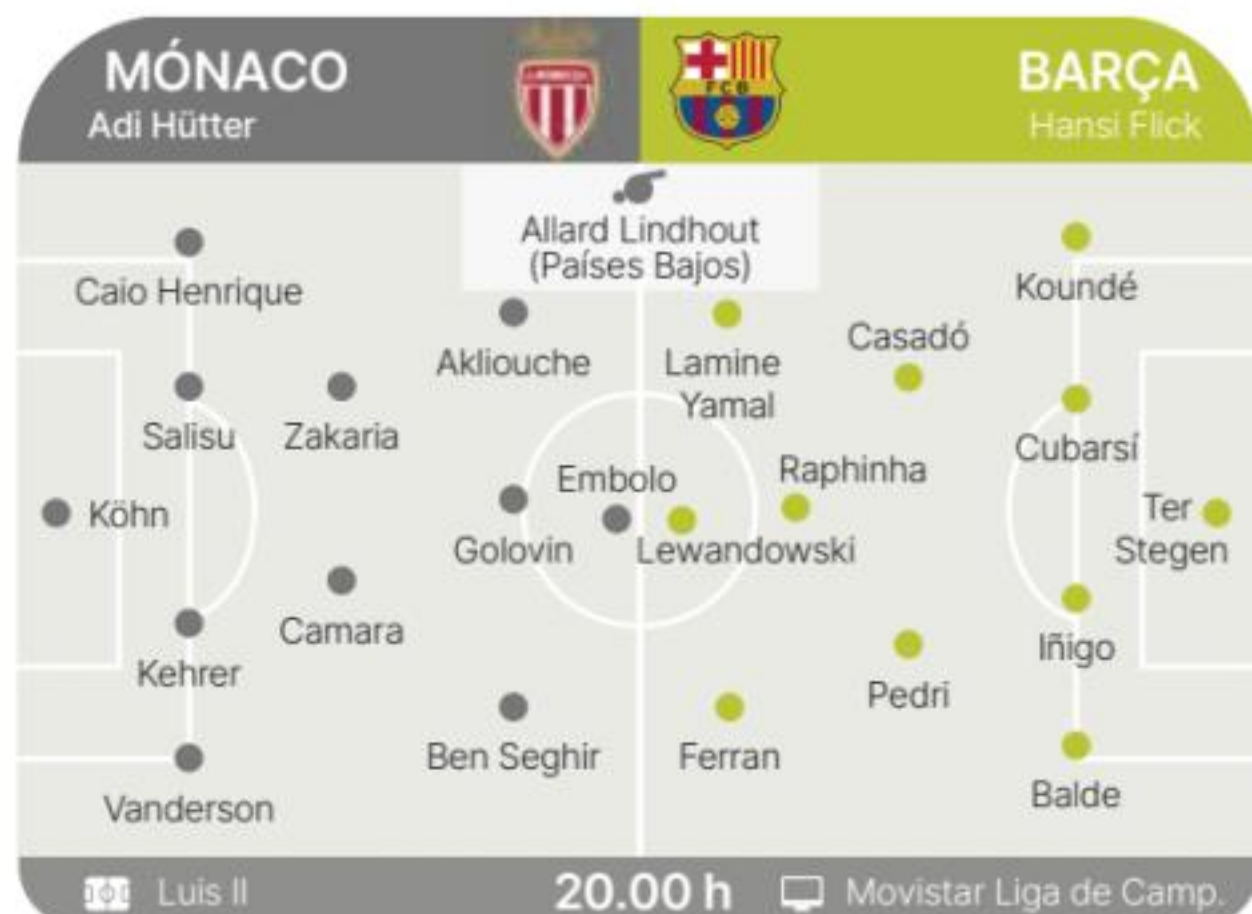 MÓNACO
Adi Hütter
BARÇA
Hansi Flick
FCB
Allard Lindhout
(Países Bajos)
Caio Henrique
Akliouche
Lamine
Yamal
Casadó
Koundé
Salisu
Zakaria
Cubarsí
Köhn
Golovin
Embolo
Lewandowski
Raphinha
Ter
Stegen
Camara
Kehrer
Pedri
Iñigo
Ben Seghir
Ferran
Vanderson
Balde
Luis II
20.00 h
Movistar Liga de Camp.